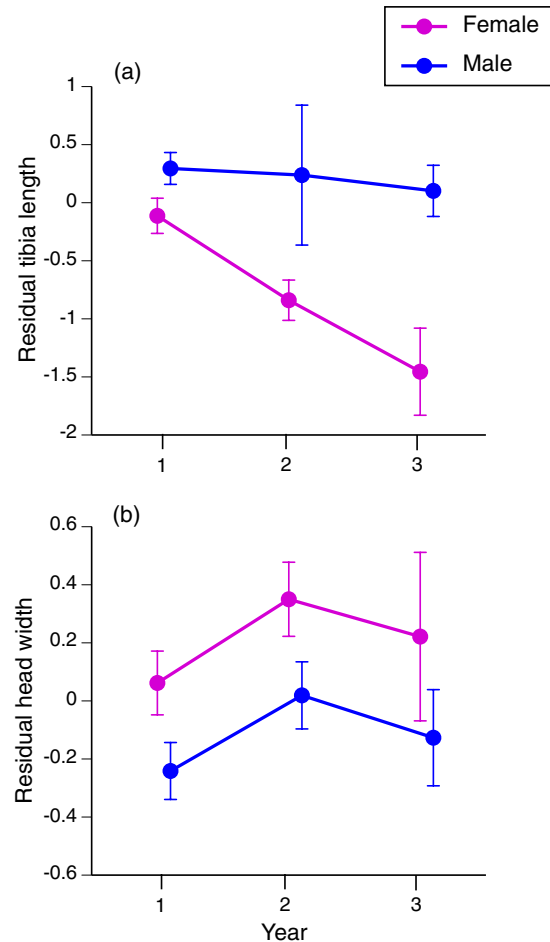 Female
Male
(a)
1
0.5
0
-0.5
-1
-1.5
-2
Residual tibia length
1 2 3
(b)
0.6
0.4
0.2
0
-0.2
-0.4
-0.6
Residual head width
1 2 3
Year